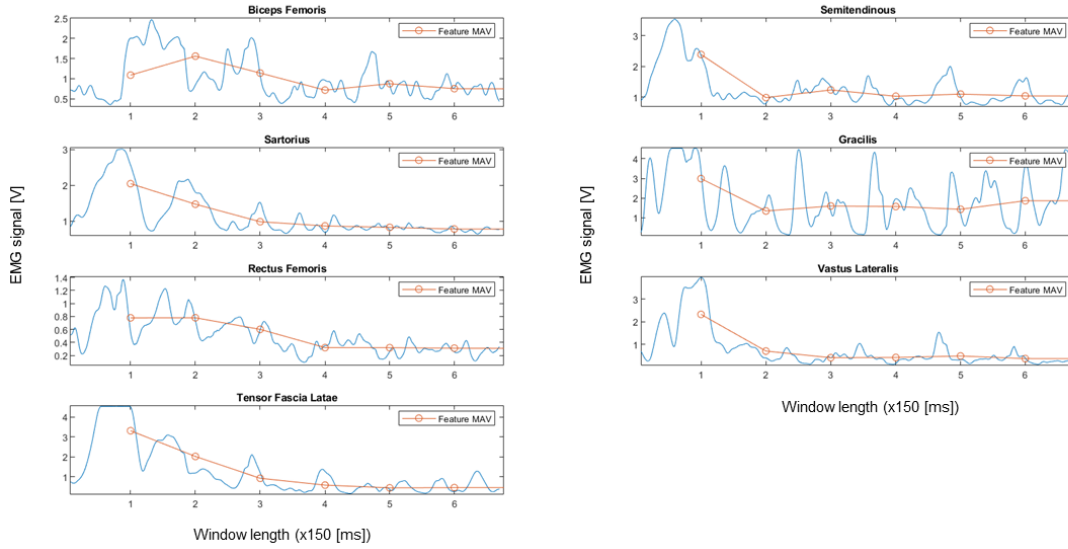 Biceps Femoris
2.5
2
1.5
1
0.5
Feature MAV
1 2 3 4 5 6
Sartorius
3
2
1
Feature MAV
1 2 3 4 5 6
EMG signal [V]
Rectus Femoris
1.4
1.2
1
0.8
0.6
0.4
0.2
Feature MAV
1 2 3 4 5 6
Tensor Fascia Latae
4
3
2
1
Feature MAV
1 2 3 4 5 6
Window length (x150 [ms])
Semitendinous
3
2
1
Feature MAV
1 2 3 4 5 6
Gracilis
4
3
2
1
Feature MAV
1 2 3 4 5 6
EMG signal [V]
Vastus Lateralis
3
2
1
Feature MAV
1 2 3 4 5 6
Window length (x150 [ms])